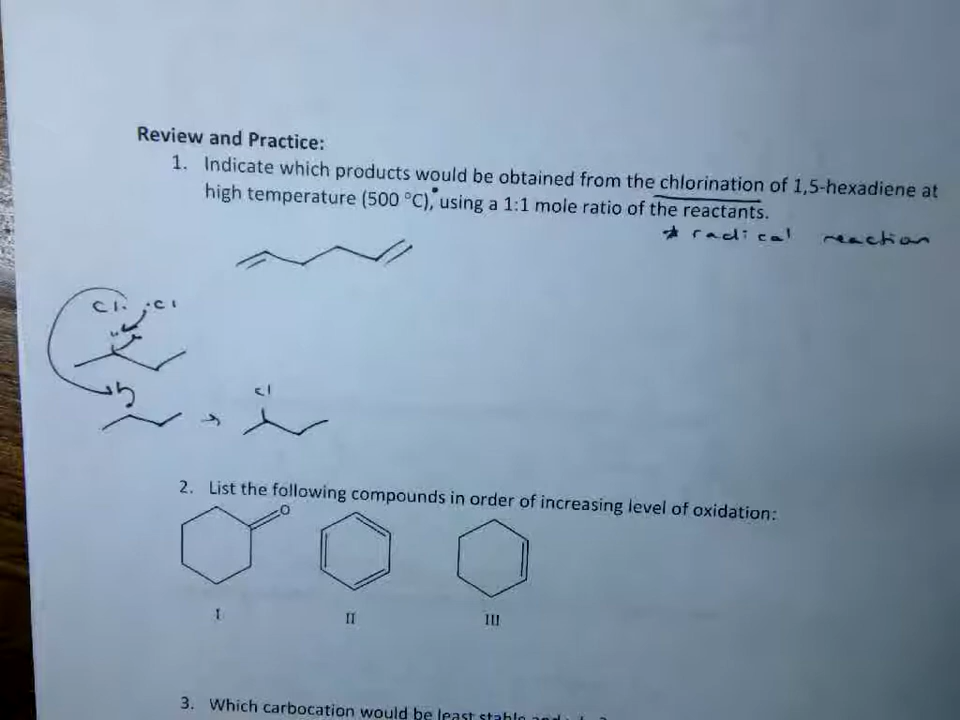 Review and Practice:
1. Indicate which products would be obtained from the chlorination of 1,5-hexadiene at
high temperature (500 °C), using a 1:1 mole ratio of the reactants.
* radical reaction
Cl· ·Cl
Cl
2. List the following compounds in order of increasing level of oxidation:
O
I II III
3. Which carbocation would be least stable